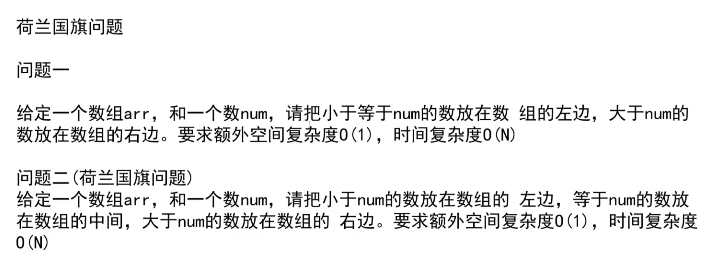 荷兰国旗问题
问题一
给定一个数组arr，和一个数num，请把小于等于num的数放在数 组的左边，大于num的
数放在数组的右边。要求额外空间复杂度O(1)，时间复杂度O(N)
问题二(荷兰国旗问题)
给定一个数组arr，和一个数num，请把小于num的数放在数组的 左边，等于num的数放
在数组的中间，大于num的数放在数组的 右边。要求额外空间复杂度O(1)，时间复杂度
O(N)